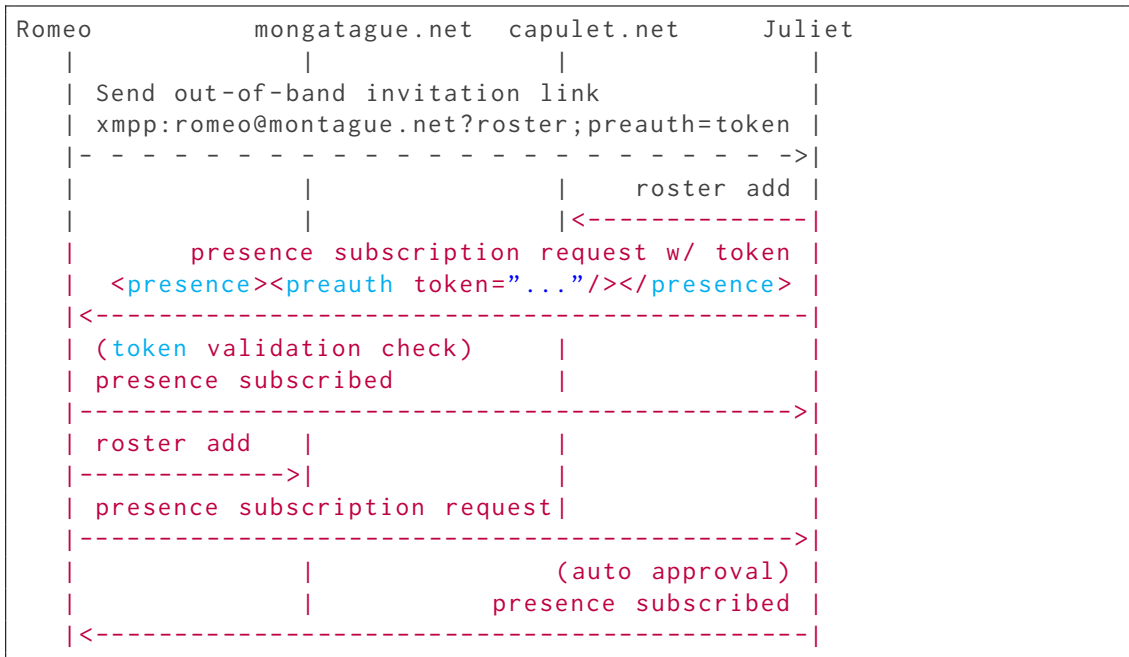 Romeo mongatague.net capulet.net Juliet
| | | |
| Send out-of-band invitation link |
| xmpp:romeo@montague.net?roster;preauth=token |
|- - - - - - - - - - - - - - - - - - - - - - ->|
| | | roster add |
| | |<--------------|
| presence subscription request w/ token |
| <presence><preauth token="..."/></presence> |
|<---------------------------------------------|
| (token validation check) | |
| presence subscribed | |
|--------------------------------------------->|
| roster add | | |
|------------->| | |
| presence subscription request| |
|--------------------------------------------->|
| | (auto approval) |
| | presence subscribed |
|<---------------------------------------------|